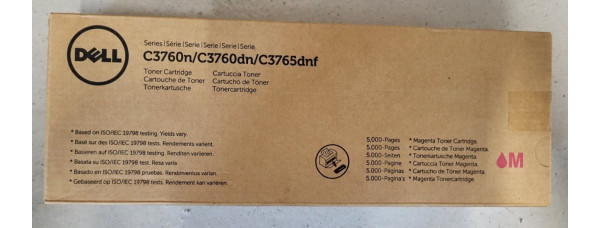 DELL
Series | Série | Serie | Serie | Serie | Serie
C3760n/C3760dn/C3765dnf
Toner Cartridge
Cartouche de Toner
Tonerkartusche
Cartuccia Toner
Cartucho de Toner
Tonercartridge
* Based on ISO/IEC 19798 testing. Yields vary.
* Basé sur des ISO/IEC 19798 test. Rendements varient.
* Basieren auf ISO/IEC 19798 testing. Renditen variieren.
* Basata su ISO/IEC 19798 test. Resa varia
* Basado en ISO/IEC 19798 pruebas. Rendimientos varían.
* Gebaseerd op ISO/IEC 19798 testen. Rendement kan variëren.
5,000-Pages * Magenta Toner Cartridge.
5.000-Pages * Cartouche de Toner Magenta.
5.000-Seiten * Tonerkartusche Magenta.
5.000-Pagine * Cartuccia Toner Magenta.
5.000-Páginas * Cartucho de Toner Magenta.
5.000-Pagina's * Magenta Tonercartridge
M